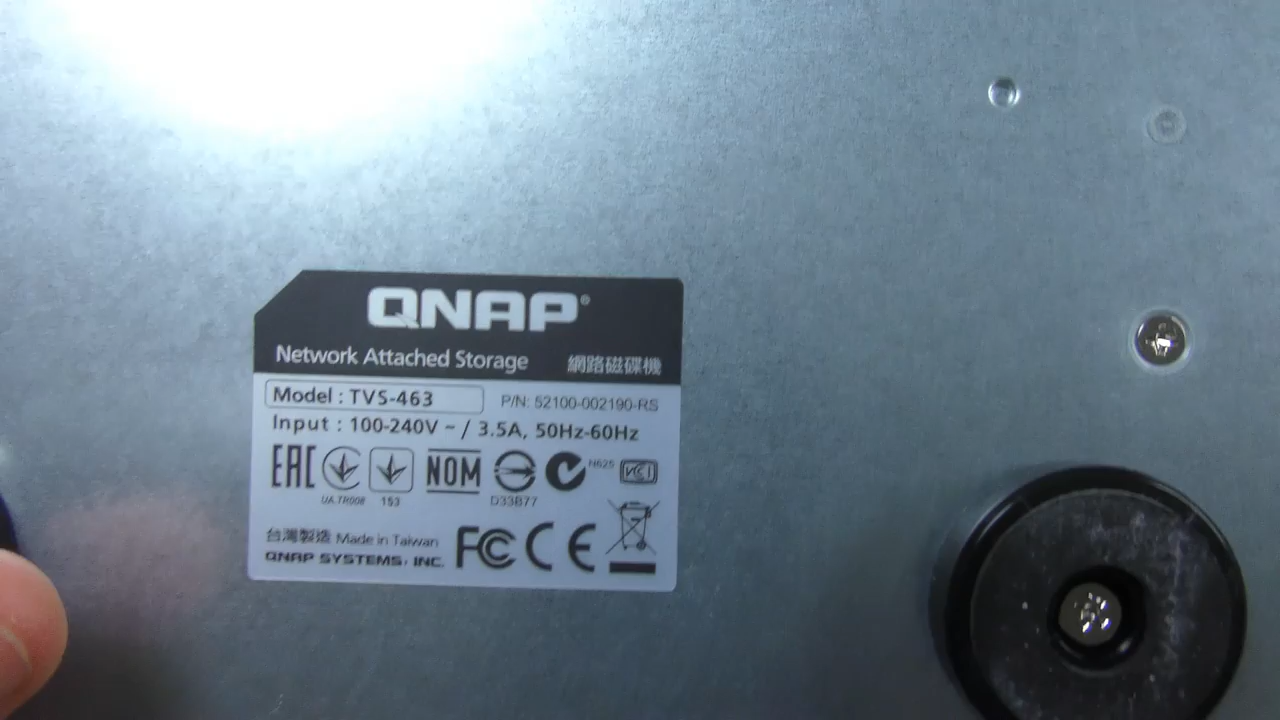 QNAP®
Network Attached Storage 網路磁碟機
Model : TVS-463 P/N: 52100-002190-RS
Input : 100-240V ~ / 3.5A, 50Hz-60Hz
EAC NOM N625 VCI
UA.TR008 153 D33B77
台灣製造 Made in Taiwan FC CE
QNAP SYSTEMS, INC.